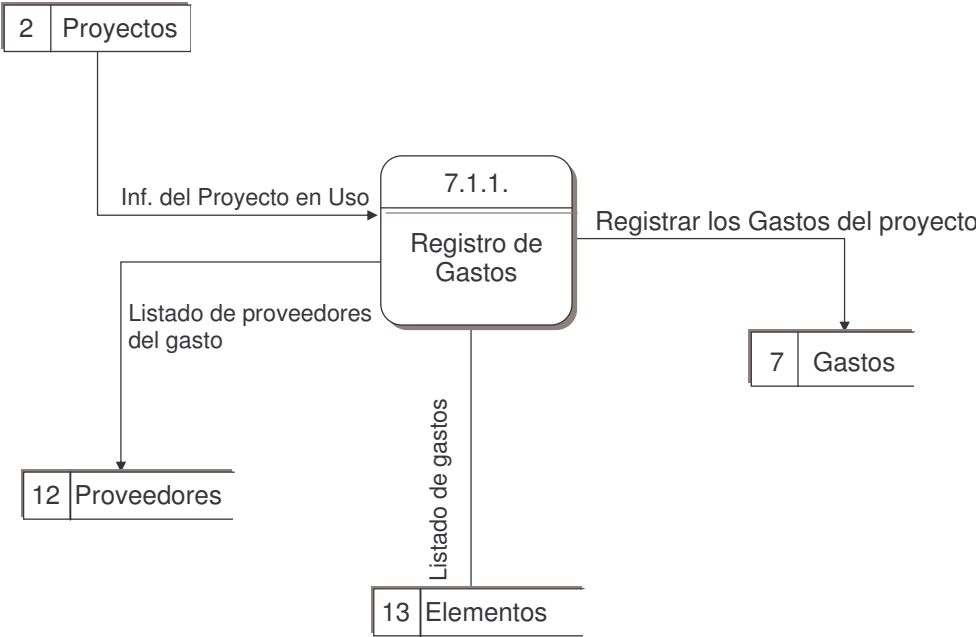 2 Proyectos
7.1.1.
Inf. del Proyecto en Uso
Registro de
Gastos
Registrar los Gastos del proyecto
Listado de proveedores
del gasto
7 Gastos
Listado de gastos
12 Proveedores
13 Elementos